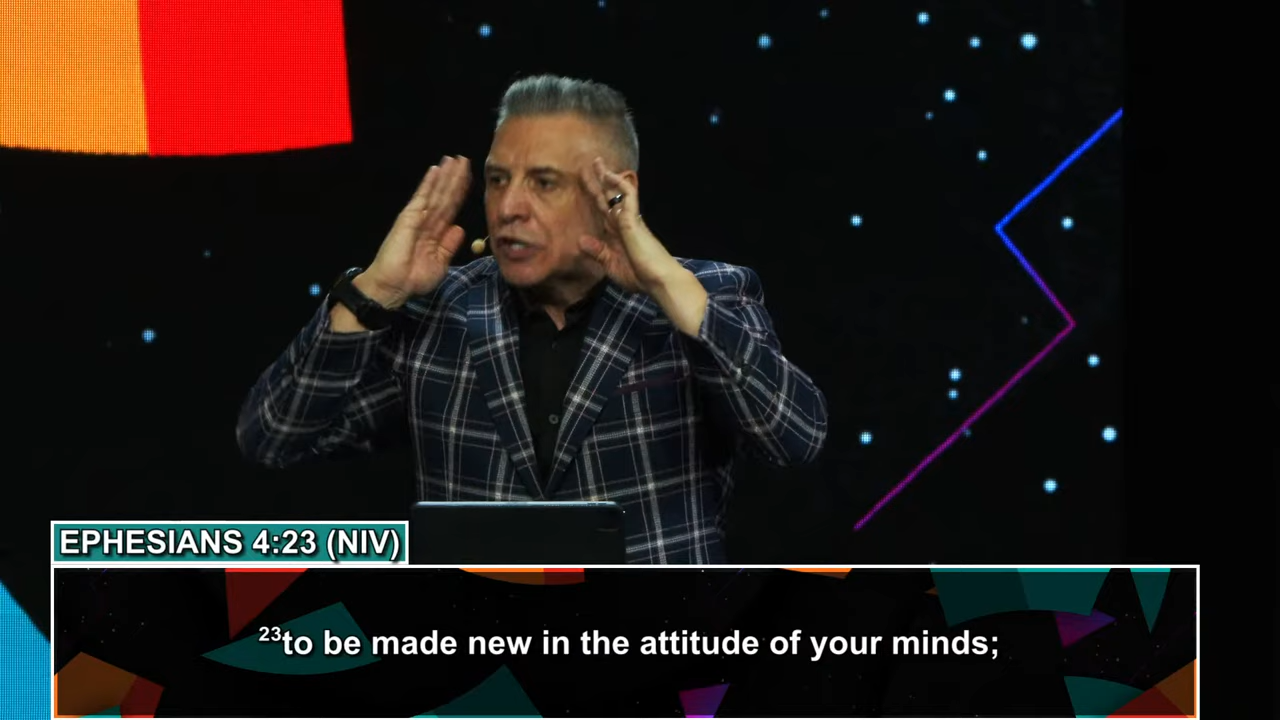 EPHESIANS 4:23 (NIV)
23to be made new in the attitude of your minds;